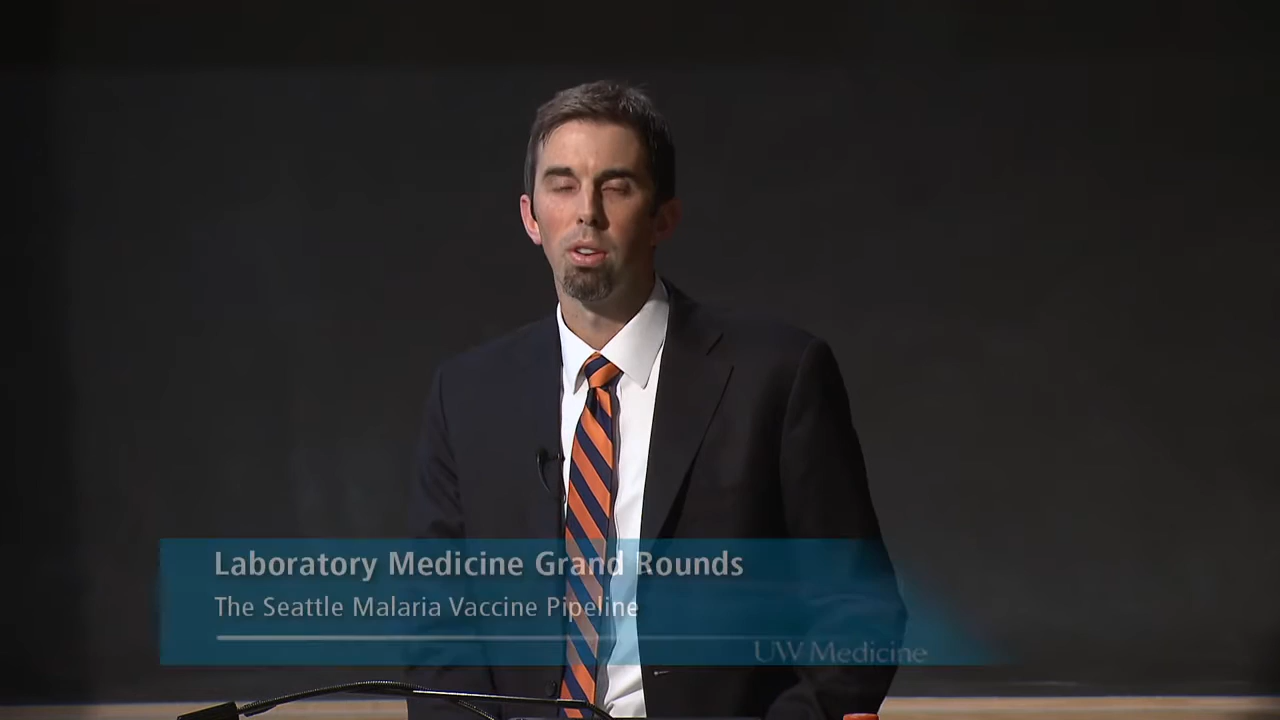 Laboratory Medicine Grand Rounds
The Seattle Malaria Vaccine Pipeline
UW Medicine